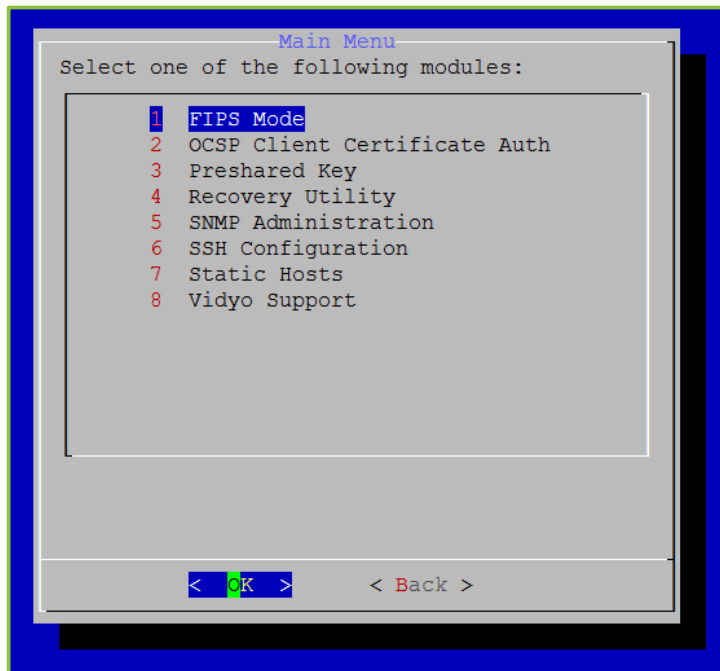 Main Menu
Select one of the following modules:
1 FIPS Mode
2 OCSP Client Certificate Auth
3 Preshared Key
4 Recovery Utility
5 SNMP Administration
6 SSH Configuration
7 Static Hosts
8 Vidyo Support
< OK > < Back >